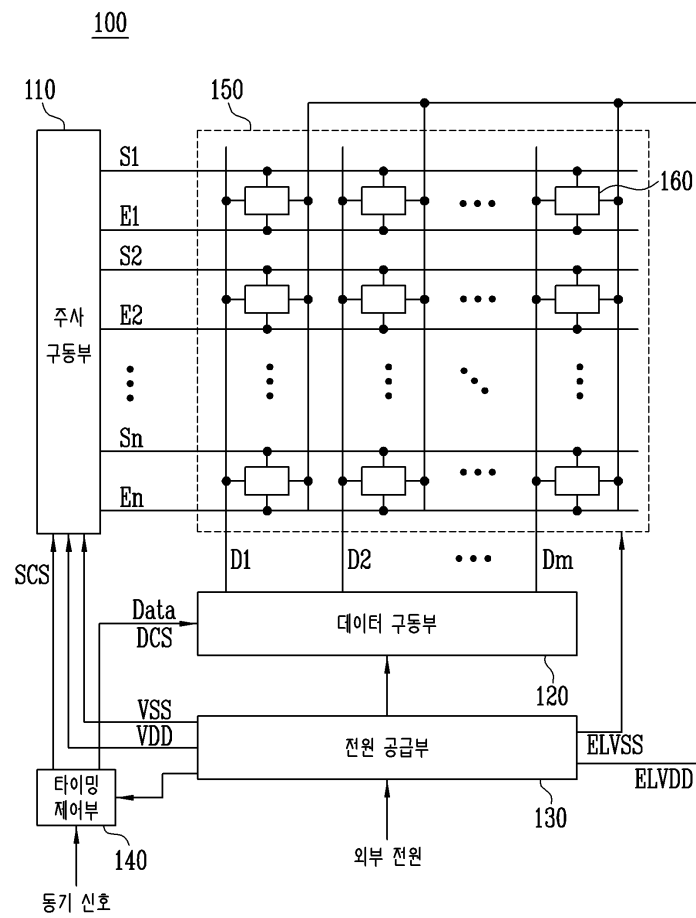 100
110
150
S1
160
E1
S2
주사
구동부
E2
Sn
En
D1
D2
Dm
SCS
Data
DCS
데이터 구동부
120
VSS
VDD
전원 공급부
ELVSS
ELVDD
타이밍
제어부
130
140
외부 전원
동기 신호